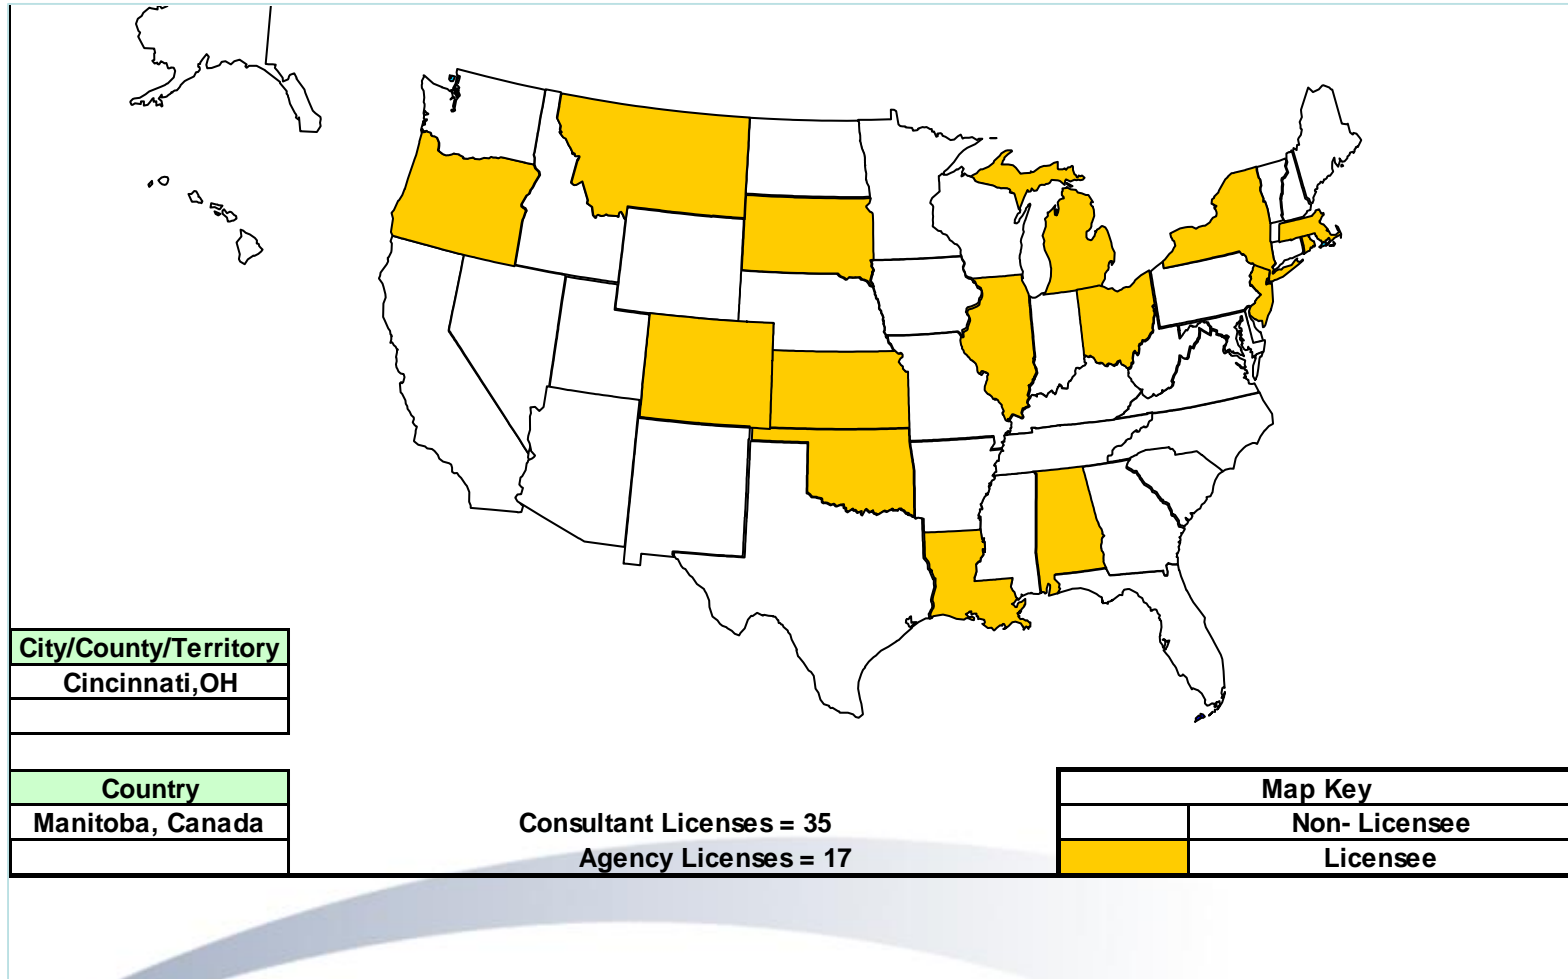 City/County/Territory
Cincinnati,OH
Country
Manitoba, Canada
Consultant Licenses = 35
Agency Licenses = 17
Map Key
Non- Licensee
Licensee